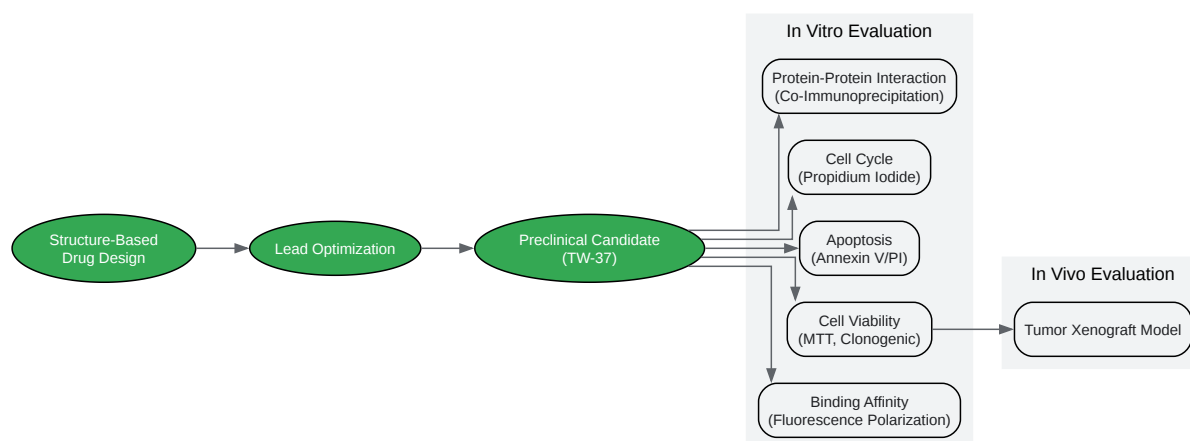 Structure-Based
Drug Design
Lead Optimization
Preclinical Candidate
(TW-37)
In Vitro Evaluation
Protein-Protein Interaction
(Co-Immunoprecipitation)
Cell Cycle
(Propidium Iodide)
Apoptosis
(Annexin V/PI)
Cell Viability
(MTT, Clonogenic)
Binding Affinity
(Fluorescence Polarization)
In Vivo Evaluation
Tumor Xenograft Model